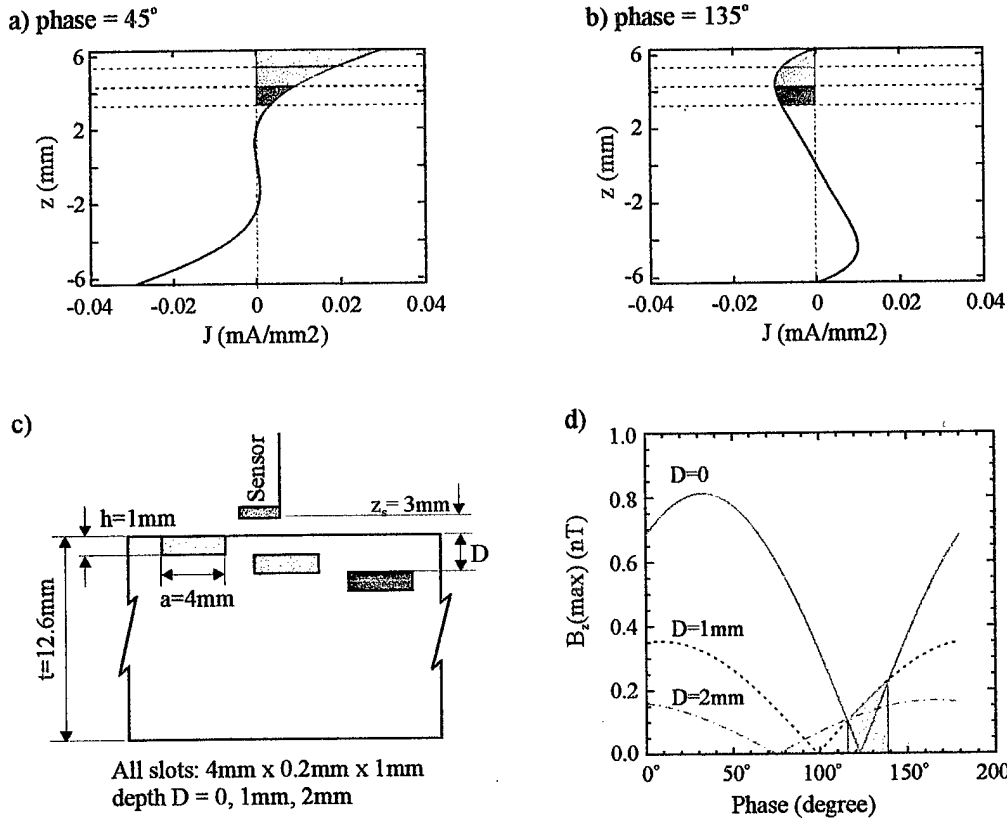 a) phase = 45°
6
2
-2
-6
z (mm)
-0.04
-0.02
0
0.02
0.04
J (mA/mm2)
b) phase = 135°
6
2
-2
-6
z (mm)
-0.04
-0.02
0
0.02
0.04
J (mA/mm2)
c)
Sensor
zs= 3mm
h=1mm
D
a=4mm
t=12.6mm
All slots: 4mm x 0.2mm x 1mm
depth D = 0, 1mm, 2mm
d)
1.0
0.8
0.6
0.4
0.2
0.0
Bz(max) (nT)
D=0
D=1mm
D=2mm
0°
50°
100°
150°
200
Phase (degree)